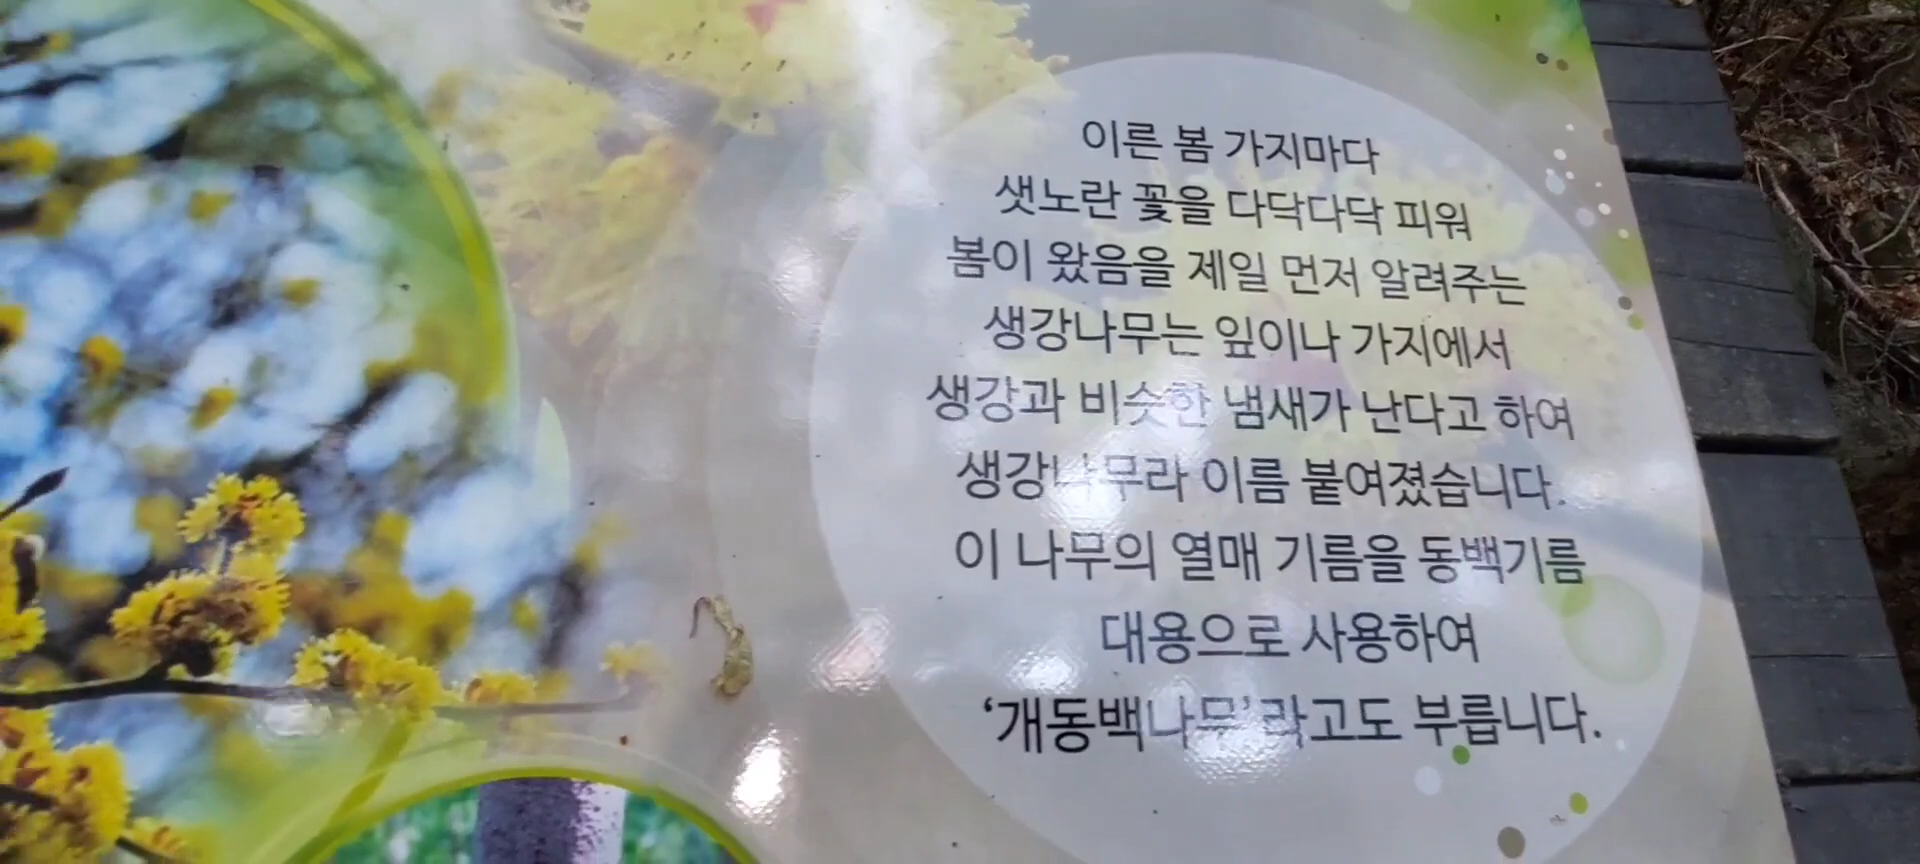 이른 봄 가지마다
샛노란 꽃을 다닥다닥 피워
봄이 왔음을 제일 먼저 알려주는
생강나무는 잎이나 가지에서
생강과 비슷한 냄새가 난다고 하여
생강나무라 이름 붙여졌습니다.
이 나무의 열매 기름을 동백기름
대용으로 사용하여
‘개동백나무’라고도 부릅니다.